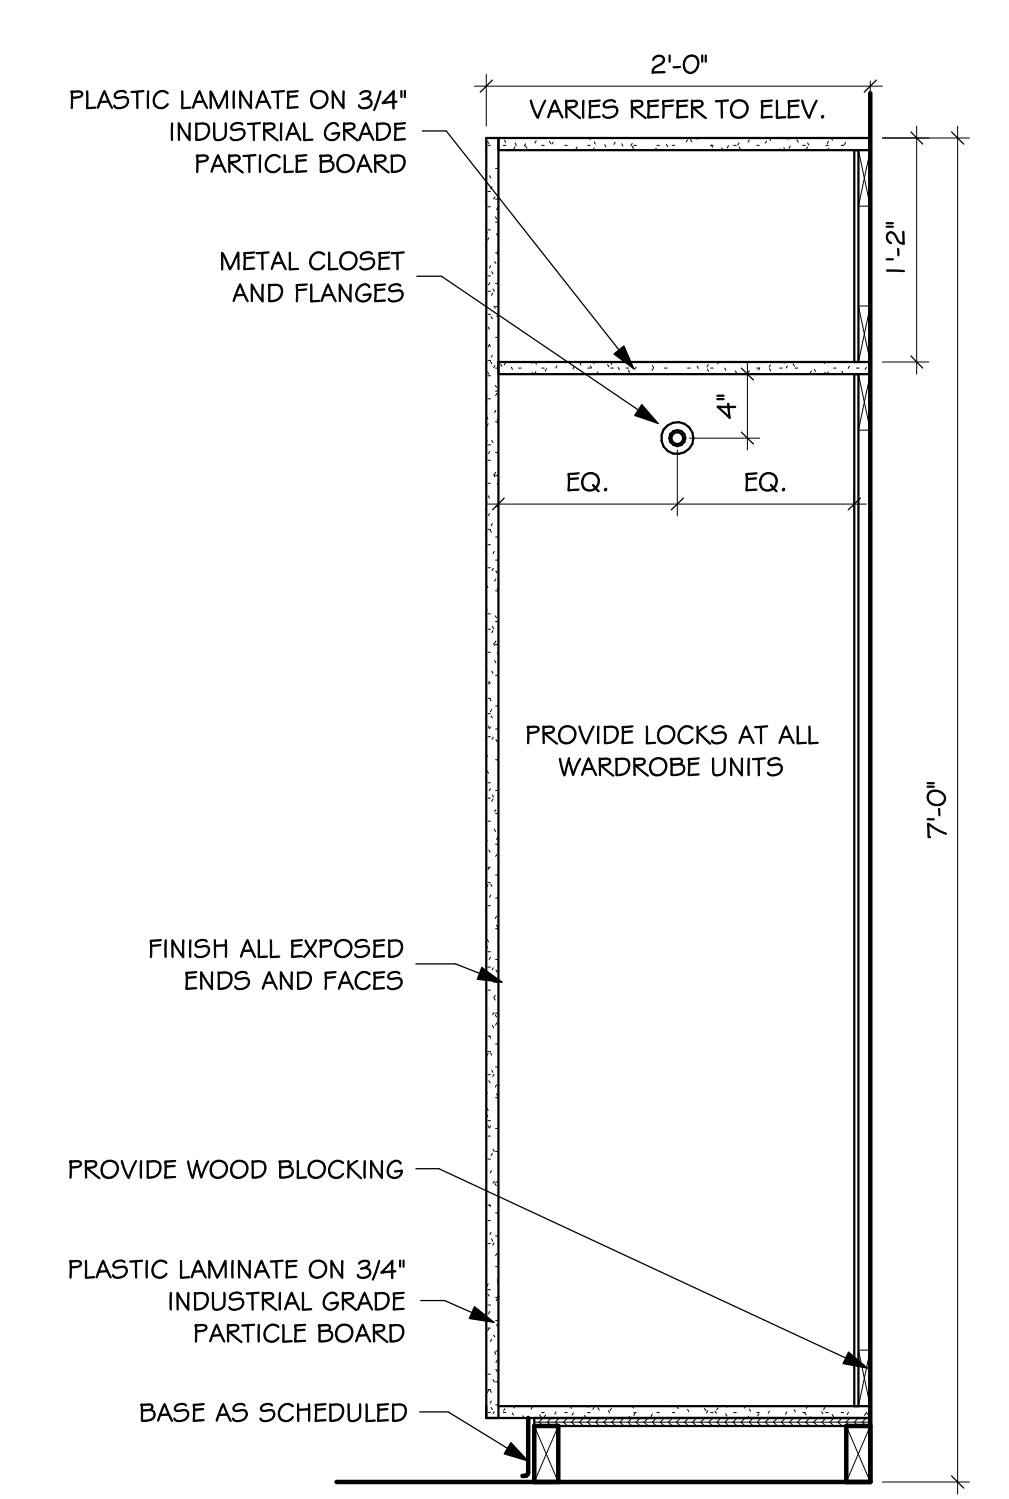 2'-0"
VARIES REFER TO ELEV.
PLASTIC LAMINATE ON 3/4"
INDUSTRIAL GRADE
PARTICLE BOARD
1'-2"
METAL CLOSET
AND FLANGES
4"
EQ.
EQ.
PROVIDE LOCKS AT ALL
WARDROBE UNITS
7'-0"
FINISH ALL EXPOSED
ENDS AND FACES
PROVIDE WOOD BLOCKING
PLASTIC LAMINATE ON 3/4"
INDUSTRIAL GRADE
PARTICLE BOARD
BASE AS SCHEDULED